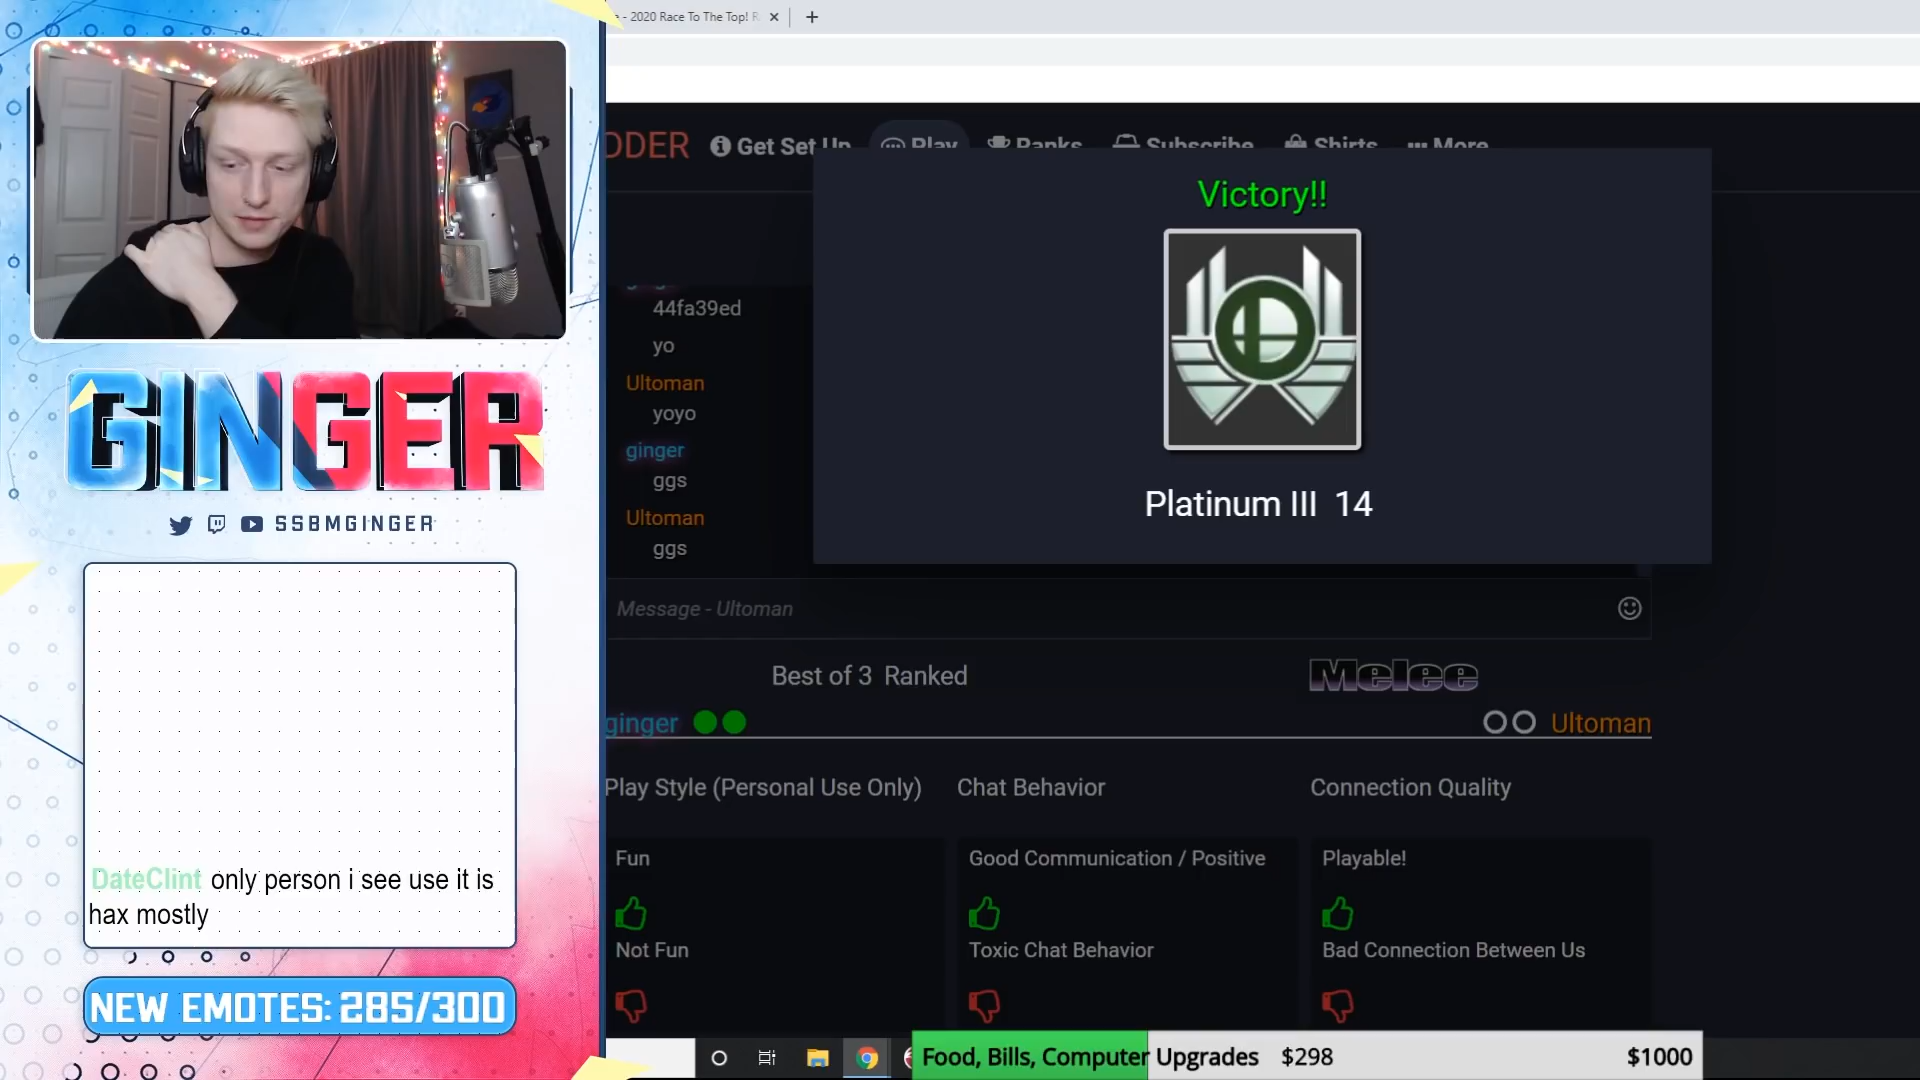 - 2020 Race To The Top! R
DDER Get Set Up Play Ranks Subscribe Shirts More
Victory!!
44fa39ed
yo
Ultoman
yoyo
ginger
ggs
Ultoman
ggs
Platinum III 14
Message - Ultoman
Best of 3 Ranked
Melee
ginger
Ultoman
Play Style (Personal Use Only)
Chat Behavior
Connection Quality
Fun
Good Communication / Positive
Playable!
Not Fun
Toxic Chat Behavior
Bad Connection Between Us
GINGER
SSBMGINGER
DateClint only person i see use it is
hax mostly
NEW EMOTES: 285/300
Food, Bills, Computer Upgrades $298 $1000